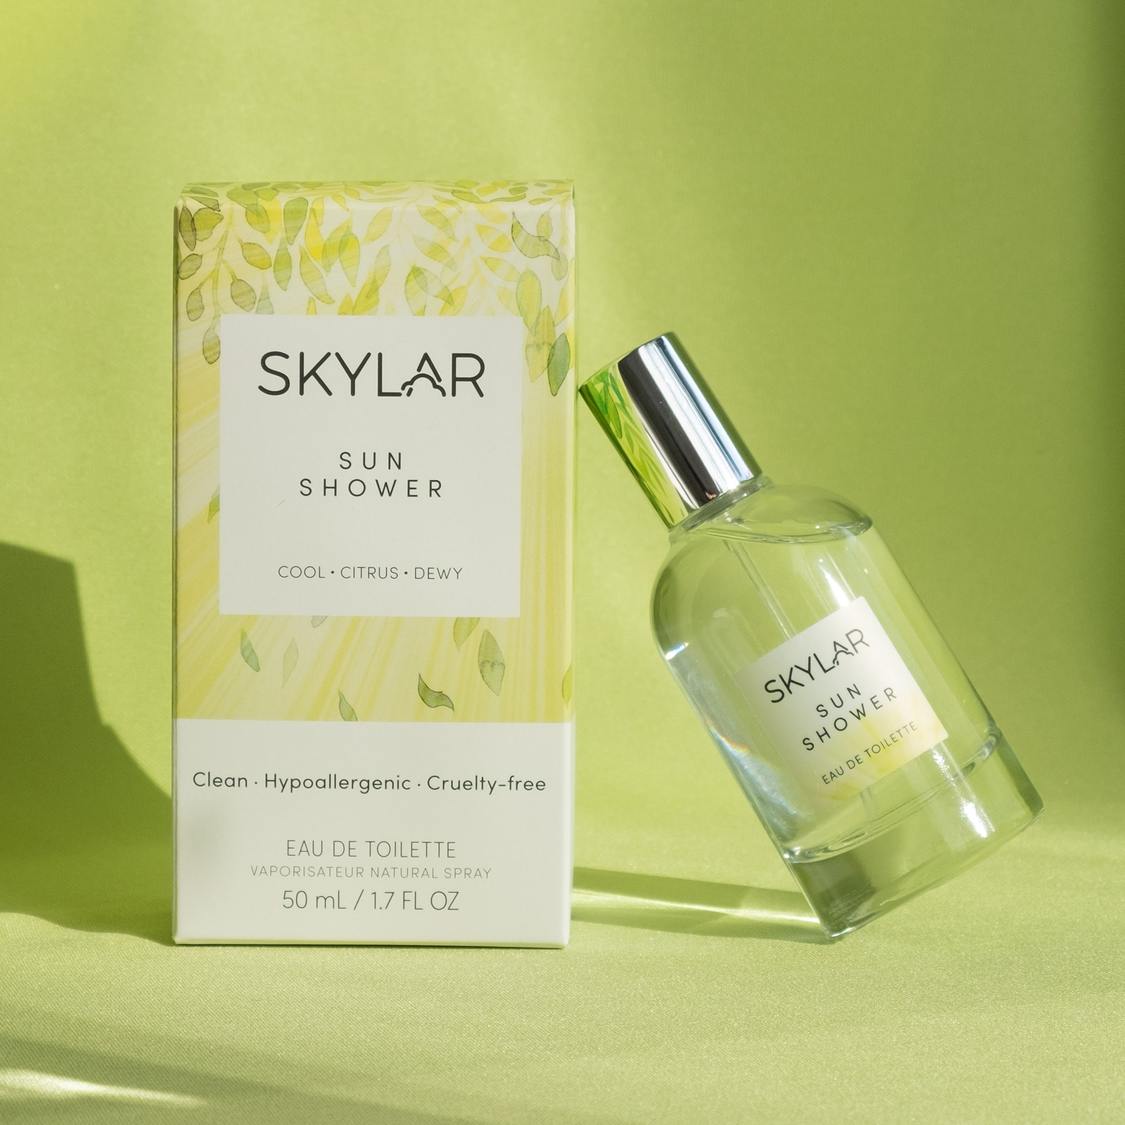 SKYLAR
SUN
SHOWER
COOL • CITRUS • DEWY
Clean · Hypoallergenic · Cruelty-free
EAU DE TOILETTE
VAPORISATEUR NATURAL SPRAY
50 mL / 1.7 FL OZ
SKYLAR
SUN
SHOWER
EAU DE TOILETTE